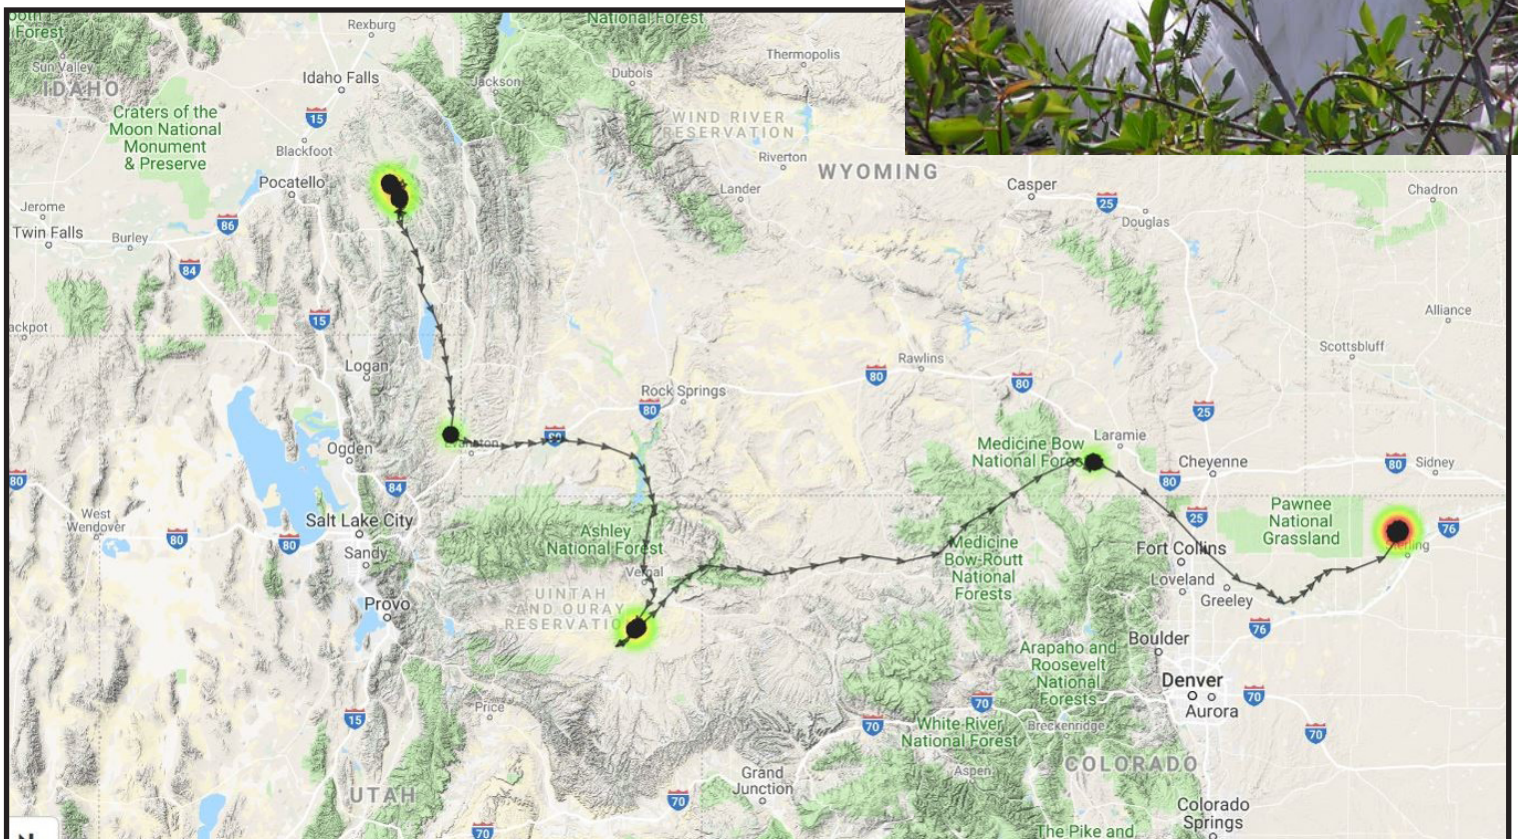 Forest
Rexburg
National Forest
Thermopolis
Sun Valley
IDAHO
Idaho Falls
Jackson
Dubois
Craters of the
Moon National
Monument
& Preserve
15
WIND RIVER
RESERVATION
Blackfoot
Riverton
WYOMING
Pocatello
Lander
Casper
25
Chadron
Jerome
Douglas
86
Twin Falls
Burley
84
15
Alliance
Scottsbluff
Logan
Rawlins
80
80
Rock Springs
80
25
Ogden
80
Medicine Bow
National Forest
Laramie
Cheyenne
80
Sidney
80
84
80
West
Wendover
Salt Lake City
80
80
Sandy
Ashley
National Forest
25
Pawnee
National
Grassland
76
Sterling
Medicine
Bow-Routt
National
Forests
Fort Collins
Vernal
Loveland
Greeley
UINTAH
AND OURAY
RESERVATION
Provo
76
Boulder
Arapaho and
Roosevelt
National
Forests
Denver
Aurora
70
15
Price
70
70
White River
National Forest
Breckenridge
70
Grand
Junction
Aspen
COLORADO
UTAH
70
70
Colorado
Springs
The Pike and